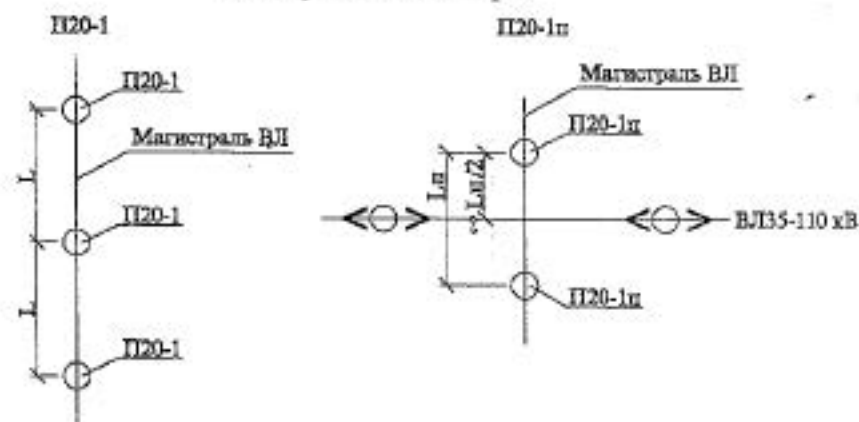 П20-1
П20-1
Магистраль ВЛ
L
П20-1
L
П20-1
П20-1п
Магистраль ВЛ
П20-1п
Lп
≈Lп/2
ВЛ35-110 кВ
П20-1п